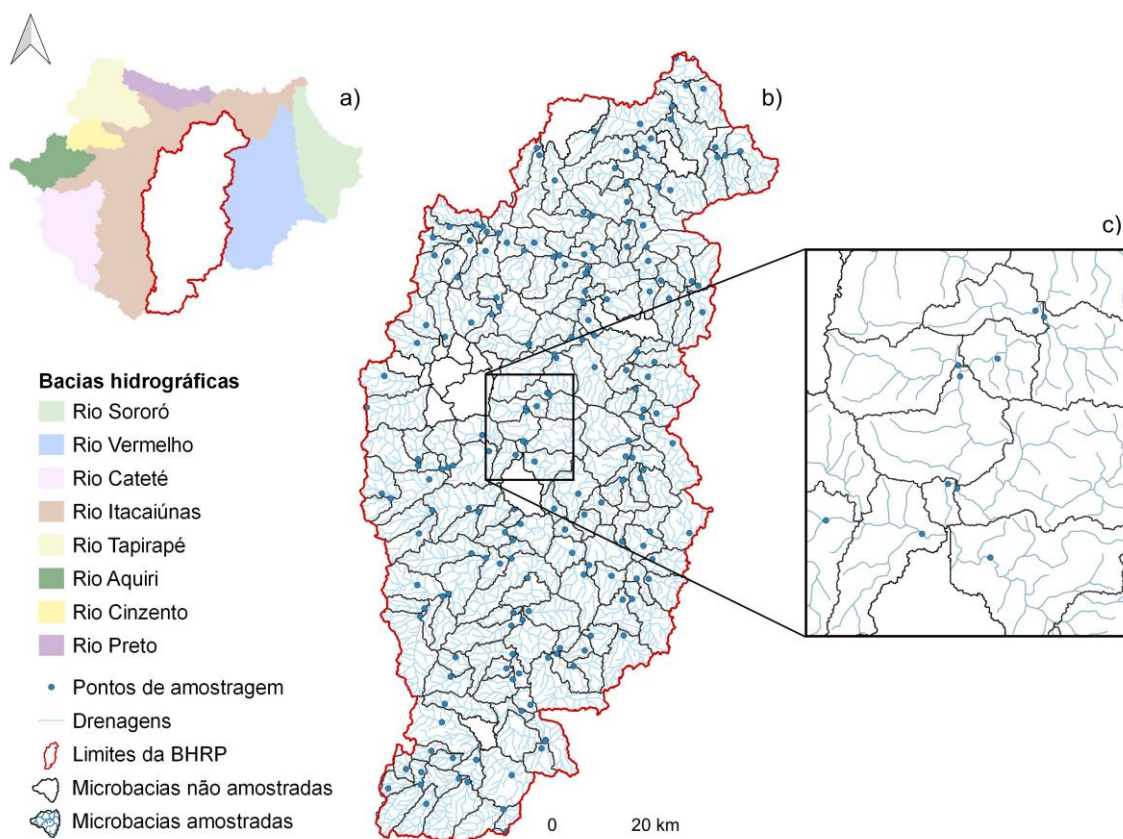 a)
b)
c)
Bacias hidrográficas
Rio Sororó
Rio Vermelho
Rio Cateté
Rio Itacaiúnas
Rio Tapirapé
Rio Aquiri
Rio Cinzento
Rio Preto
Pontos de amostragem
Drenagens
Limites da BHRP
Microbacias não amostradas
Microbacias amostradas
0 20 km